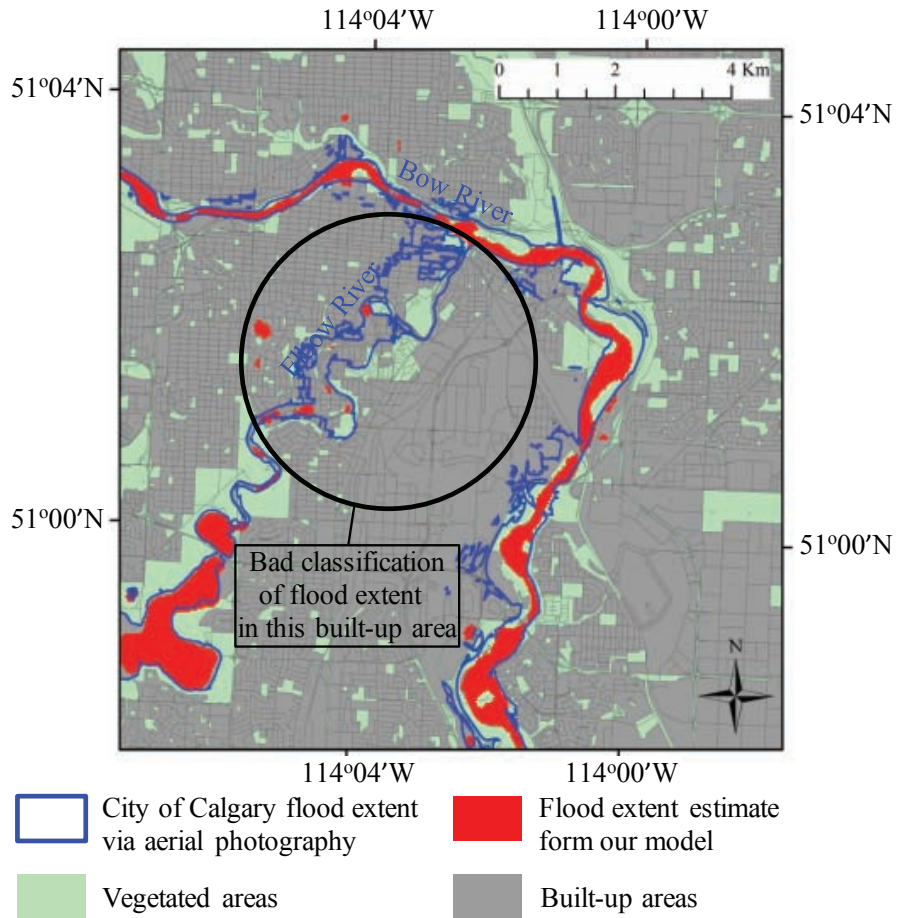 114°04'W
114°00'W
51°04'N
51°04'N
0 1 2 4 Km
Bow River
Elbow River
51°00'N
51°00'N
Bad classification
of flood extent
in this built-up area
N
114°04'W
114°00'W
City of Calgary flood extent
via aerial photography
Flood extent estimate
form our model
Vegetated areas
Built-up areas